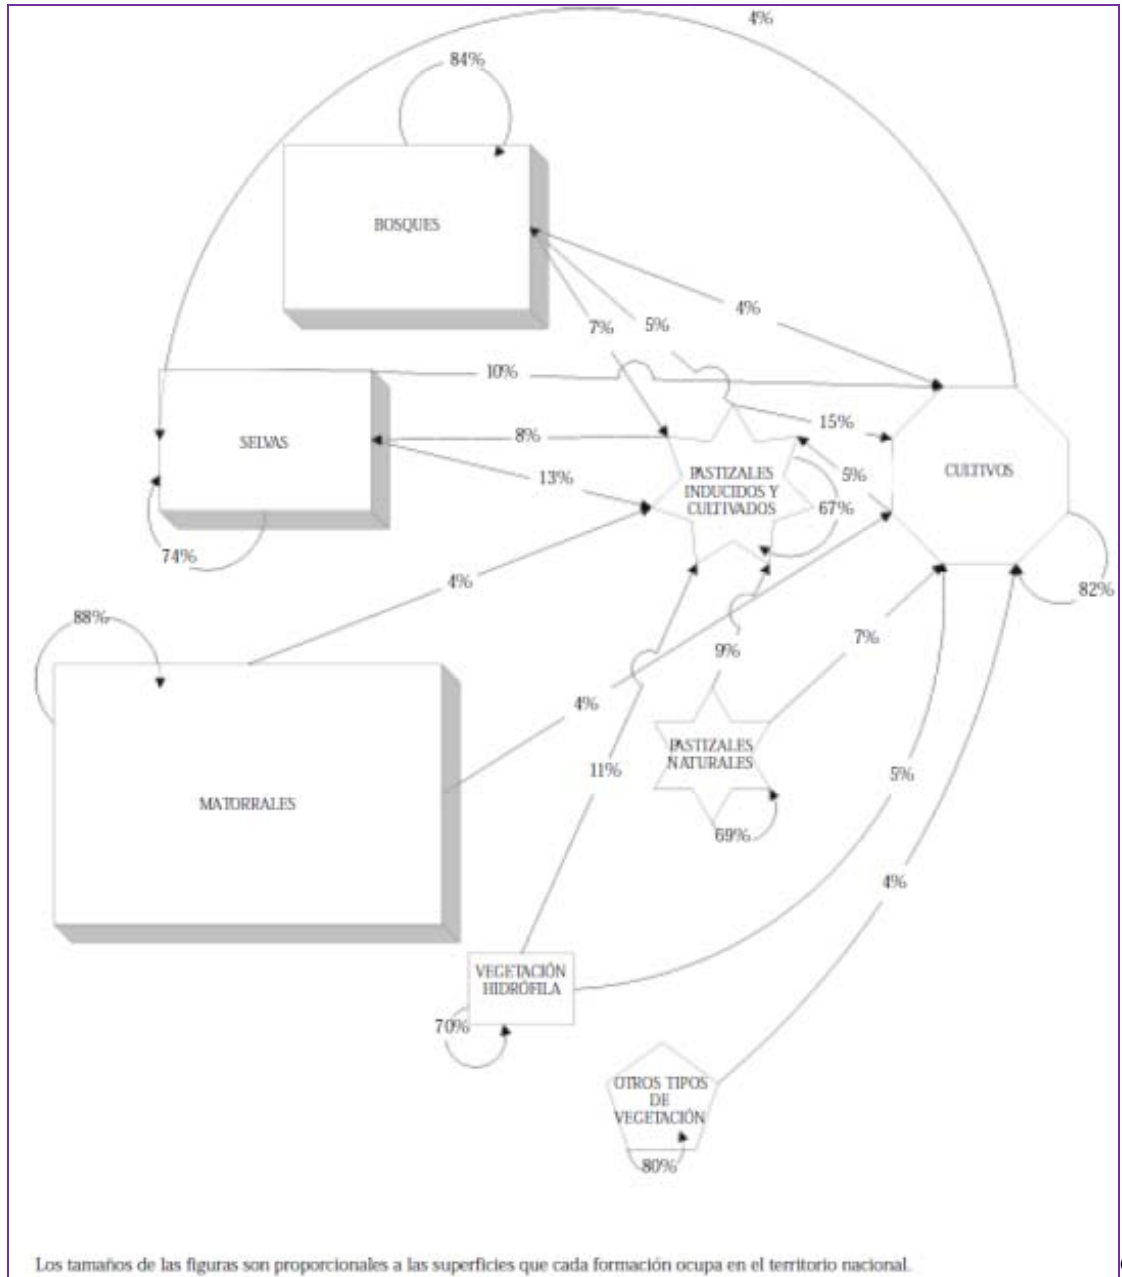 4%
84%
BOSQUES
4%
7%
5%
10%
15%
8%
SELVAS
13%
PASTIZALES
INDUCIDOS Y
CULTIVADOS
5%
67%
CULTIVOS
74%
4%
82%
88%
7%
9%
4%
PASTIZALES
NATURALES
11%
5%
MATORRALES
69%
4%
VEGETACIÓN
HIDRÓFILA
70%
OTROS TIPOS
DE
VEGETACIÓN
80%
Los tamaños de las figuras son proporcionales a las superficies que cada formación ocupa en el territorio nacional.